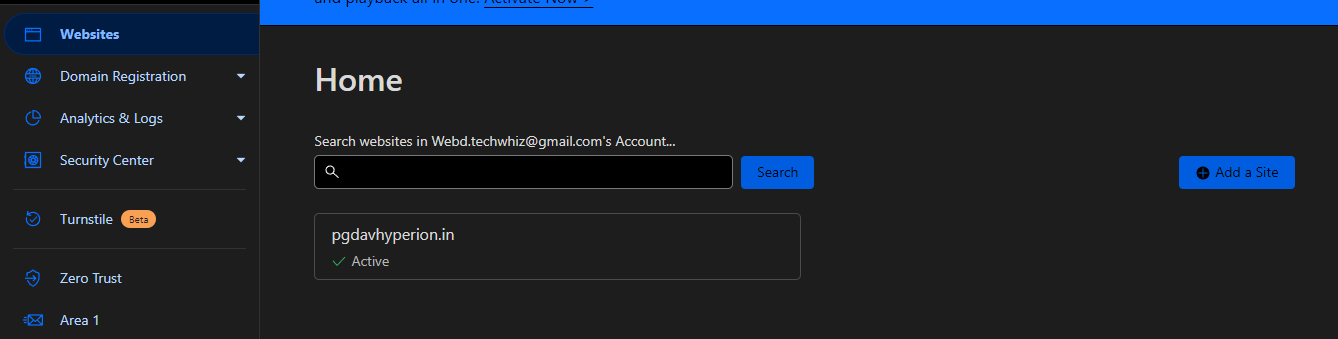 and playback all in one. Activate Now >
Websites
Domain Registration
Analytics & Logs
Security Center
Turnstile Beta
Zero Trust
Area 1
Home
Search websites in Webd.techwhiz@gmail.com's Account...
Search
Add a Site
pgdavhyperion.in
Active